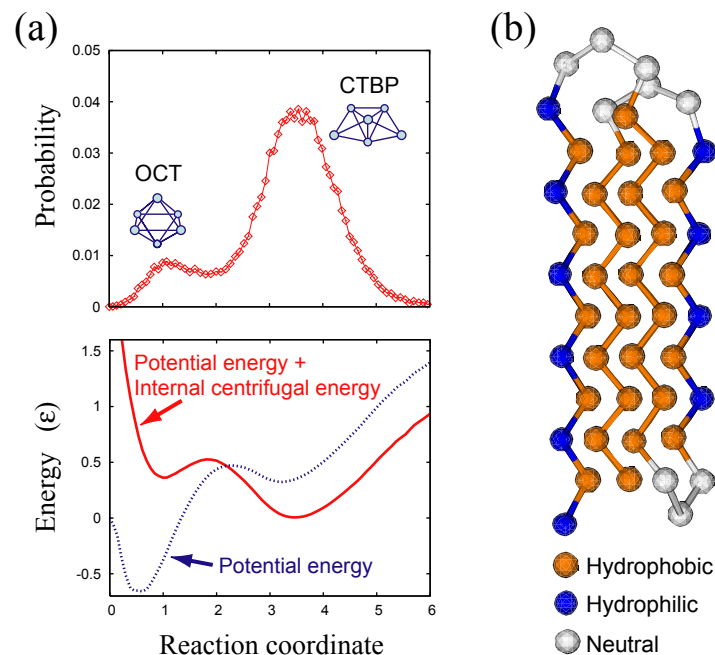 (a)
Probability
0.05
0.04
0.03
0.02
0.01
0
OCT
CTBP
Energy (ε)
1.5
1
0.5
0
-0.5
Potential energy +
Internal centrifugal energy
Potential energy
0 1 2 3 4 5 6
Reaction coordinate
(b)
Hydrophobic
Hydrophilic
Neutral